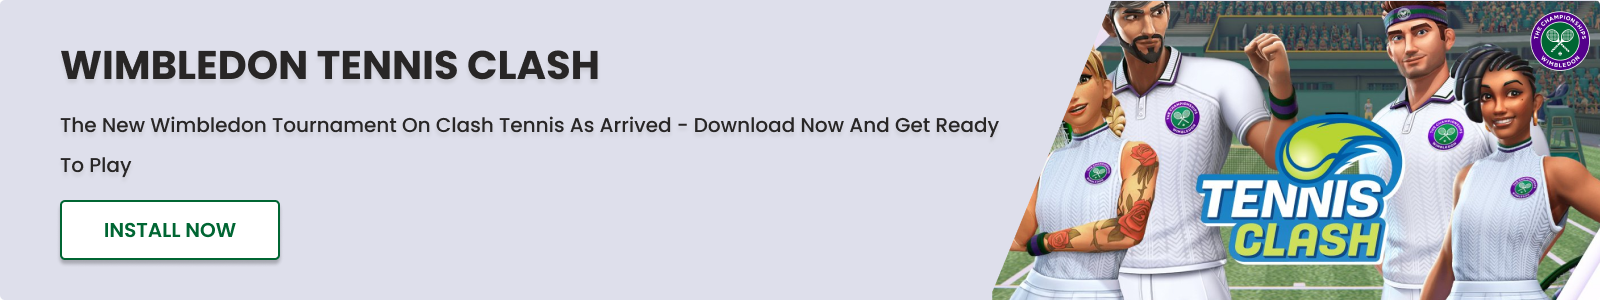 WIMBLEDON TENNIS CLASH
The New Wimbledon Tournament On Clash Tennis As Arrived - Download Now And Get Ready
To Play
INSTALL NOW
THE CHAMPIONSHIPS
WIMBLEDON
TENNIS
CLASH